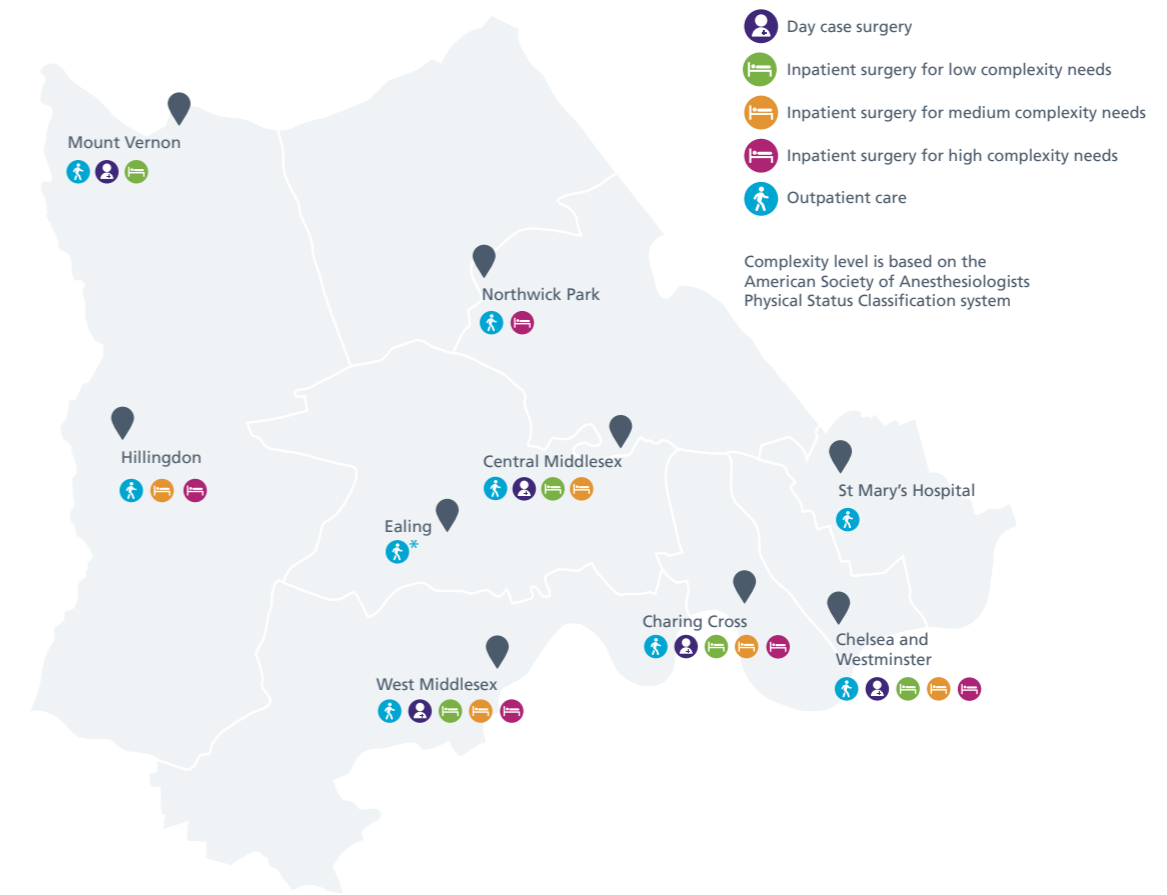 Day case surgery
Inpatient surgery for low complexity needs
Inpatient surgery for medium complexity needs
Inpatient surgery for high complexity needs
Outpatient care
Complexity level is based on the
American Society of Anesthesiologists
Physical Status Classification system
Mount Vernon
Northwick Park
Hillingdon
Central Middlesex
St Mary’s Hospital
Ealing
*
Charing Cross
Chelsea and
Westminster
West Middlesex